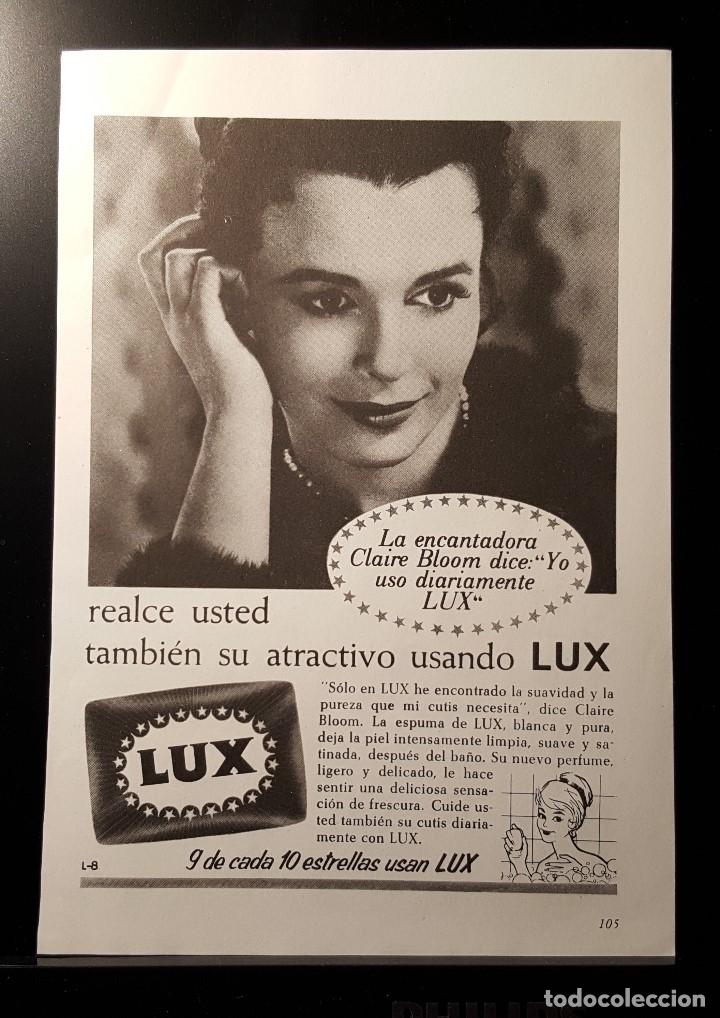 La encantadora
Claire Bloom dice: "Yo
uso diariamente
LUX"
realce usted
también su atractivo usando LUX
"Sólo en LUX he encontrado la suavidad y la
pureza que mi cutis necesita", dice Claire
Bloom. La espuma de LUX, blanca y pura,
deja la piel intensamente limpia, suave y sa-
tinada, después del baño. Su nuevo perfume,
ligero y delicado, le hace
sentir una deliciosa sensa-
ción de frescura. Cuide us-
ted también su cutis diaria-
mente con LUX.
LUX
L-8
9 de cada 10 estrellas usan LUX
105
PHILIPS
todocoleccion